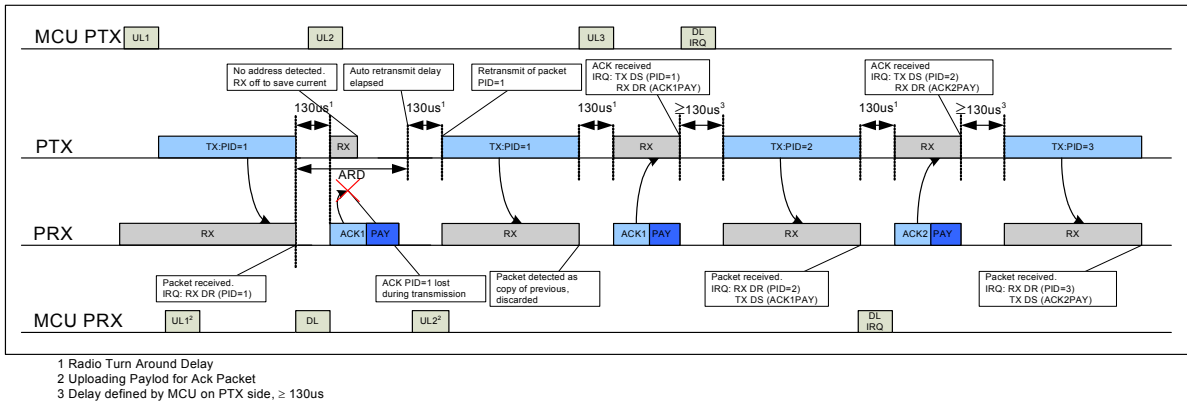 MCU PTX
UL1
UL2
UL3
DL
IRQ
No address detected.
RX off to save current
Auto retransmit delay
elapsed
Retransmit of packet
PID=1
ACK received
IRQ: TX DS (PID=1)
RX DR (ACK1PAY)
ACK received
IRQ: TX DS (PID=2)
RX DR (ACK2PAY)
130us¹
130us¹
130us¹
≥130us³
130us¹
≥130us³
PTX
TX:PID=1
RX
TX:PID=1
RX
TX:PID=2
RX
TX:PID=3
ARD
PRX
RX
ACK1
PAY
RX
ACK1
PAY
RX
ACK2
PAY
RX
Packet received.
IRQ: RX DR (PID=1)
ACK PID=1 lost
during transmission
Packet detected as
copy of previous,
discarded
Packet received.
IRQ: RX DR (PID=2)
TX DS (ACK1PAY)
Packet received.
IRQ: RX DR (PID=3)
TX DS (ACK2PAY)
MCU PRX
UL1²
DL
UL2²
DL
IRQ
1 Radio Turn Around Delay
2 Uploading Paylod for Ack Packet
3 Delay defined by MCU on PTX side, ≥ 130us